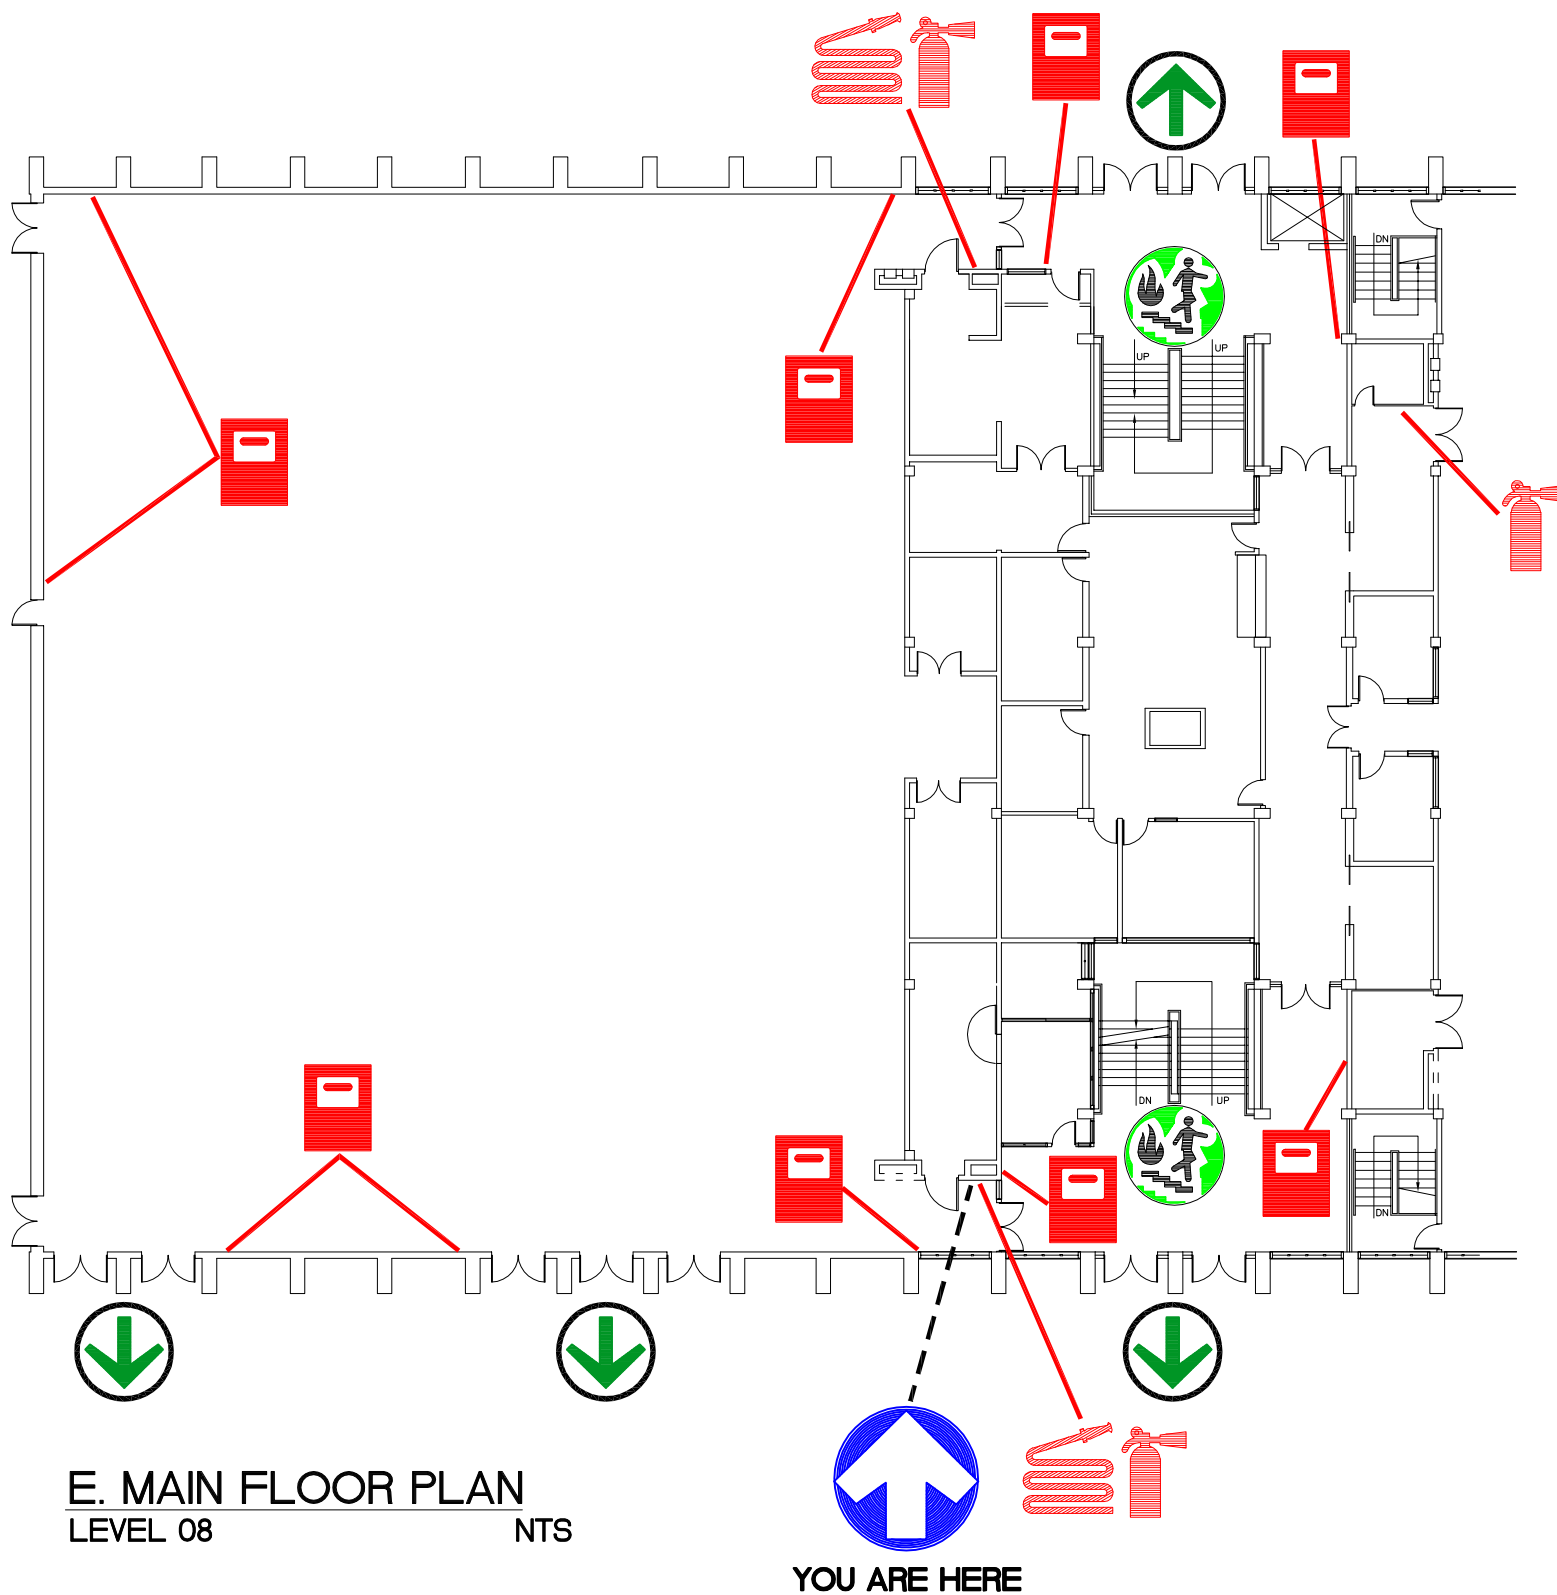 DN
UP UP
DN UP
DN
E. MAIN FLOOR PLAN
LEVEL 08 NTS
YOU ARE HERE